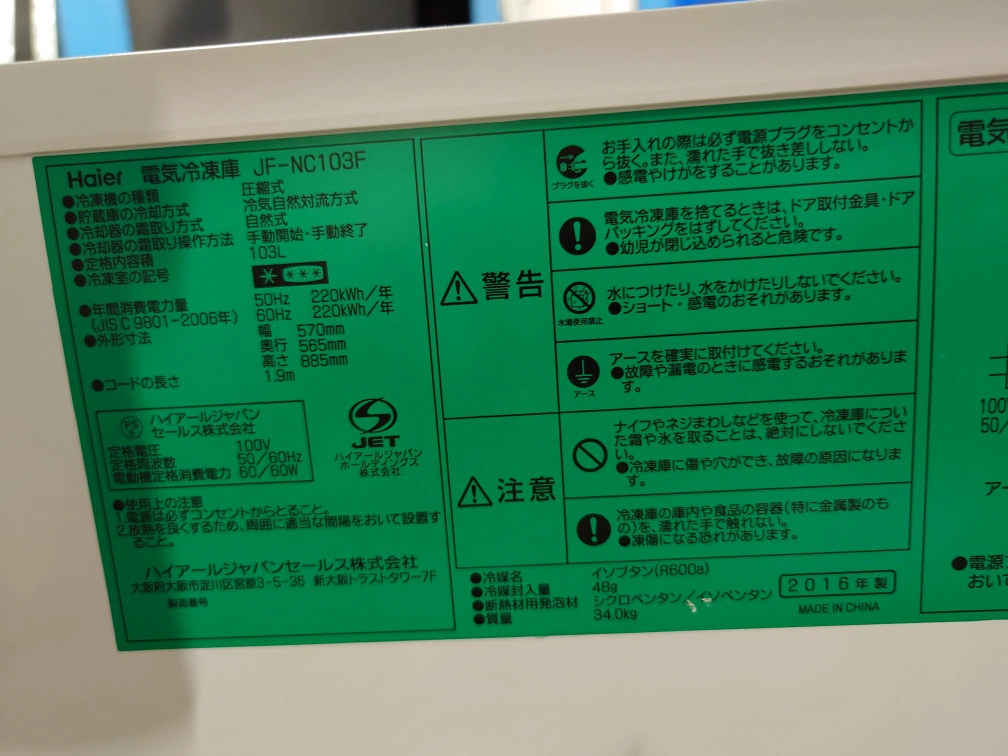 Haier 電気冷凍庫 JF-NC103F
●冷凍機の種類 圧縮式
●貯蔵庫の冷却方式 冷気自然対流方式
●冷却器の霜取り方式 自然式
●冷却器の霜取り操作方法 手動開始・手動終了
●定格内容積 103L
●冷凍室の記号
●年間消費電力量 50Hz 220kWh/年
(JIS C 9801-2006年) 60Hz 220kWh/年
●外形寸法 幅 570mm
奥行 565mm
高さ 885mm
●コードの長さ 1.9m
PS E ハイアールジャパン
セールス株式会社
定格電圧 100V
定格周波数 50/60Hz
電動機定格消費電力 60/60W
JET
ハイアールジャパン
ホールディングス
株式会社
●使用上の注意
1.電源は必ずコンセントからとること。
2.放熱を良くするため、周囲に適当な間隔をおいて設置す
ること。
ハイアールジャパンセールス株式会社
大阪府大阪市淀川区宮原3-5-36 新大阪トラストタワー7F
製造番号
警告
プラグを抜く
お手入れの際は必ず電源プラグをコンセントか
ら抜く。また、濡れた手で抜き差ししない。
●感電やけがをすることがあります。
電気冷凍庫を捨てるときは、ドア取付金具・ドア
パッキングをはずしてください。
●幼児が閉じ込められると危険です。
水場使用禁止
水につけたり、水をかけたりしないでください。
●ショート・感電のおそれがあります。
アース
アースを確実に取付けてください。
●故障や漏電のときに感電するおそれがありま
す。
注意
ナイフやネジまわしなどを使って、冷凍庫につい
た霜や氷を取ることは、絶対にしないでくださ
い。
●冷凍庫に傷や穴ができ、故障の原因になりま
す。
冷凍庫の庫内や食品の容器(特に金属製のも
の)を、濡れた手で触れない。
●凍傷になる恐れがあります。
●冷媒名 イソブタン(R600a)
●冷媒封入量 48g
●断熱材用発泡材 シクロペンタン/イソペンタン
●質量 34.0kg
2016年製
MADE IN CHINA
電気
100V
50/
アー
●電源
おいて